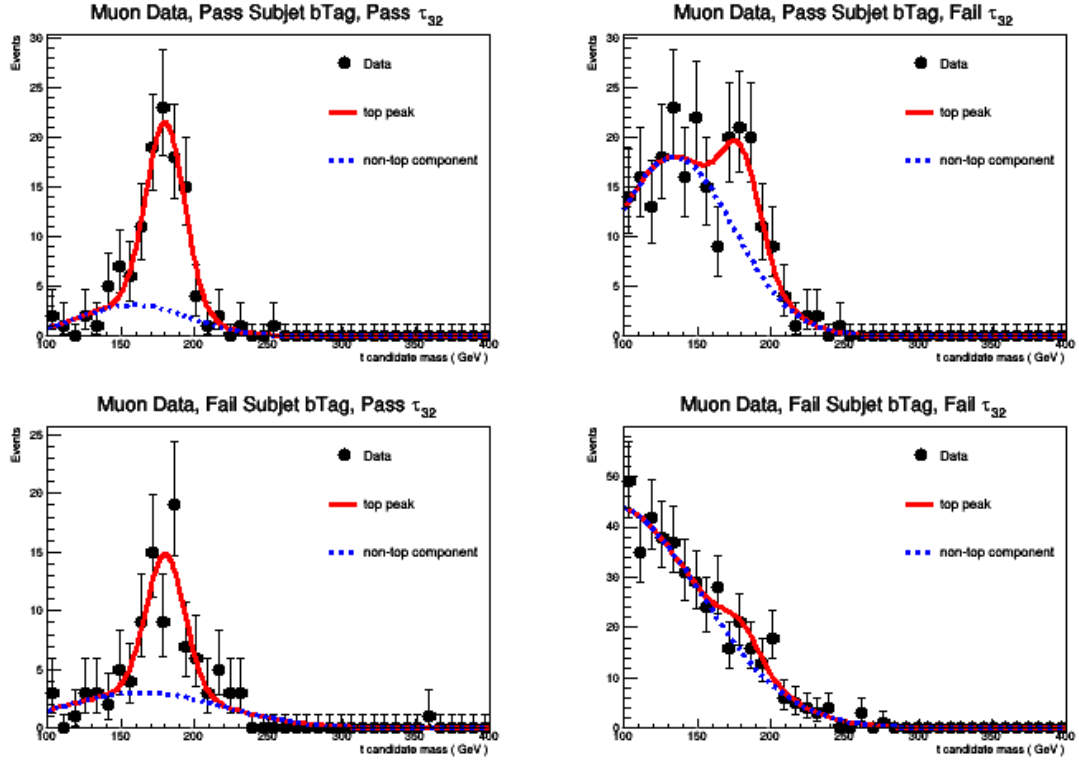 Muon Data, Pass Subjet bTag, Pass τ32
Events
30
25
20
15
10
5
0
Data
top peak
non-top component
100 150 200 250 300 350 400
t candidate mass ( GeV )
Muon Data, Pass Subjet bTag, Fail τ32
Events
30
25
20
15
10
5
0
Data
top peak
non-top component
100 150 200 250 300 350 400
t candidate mass ( GeV )
Muon Data, Fail Subjet bTag, Pass τ32
Events
25
20
15
10
5
0
Data
top peak
non-top component
100 150 200 250 300 350 400
t candidate mass ( GeV )
Muon Data, Fail Subjet bTag, Fail τ32
Events
50
40
30
20
10
0
Data
top peak
non-top component
100 150 200 250 300 350 400
t candidate mass ( GeV )